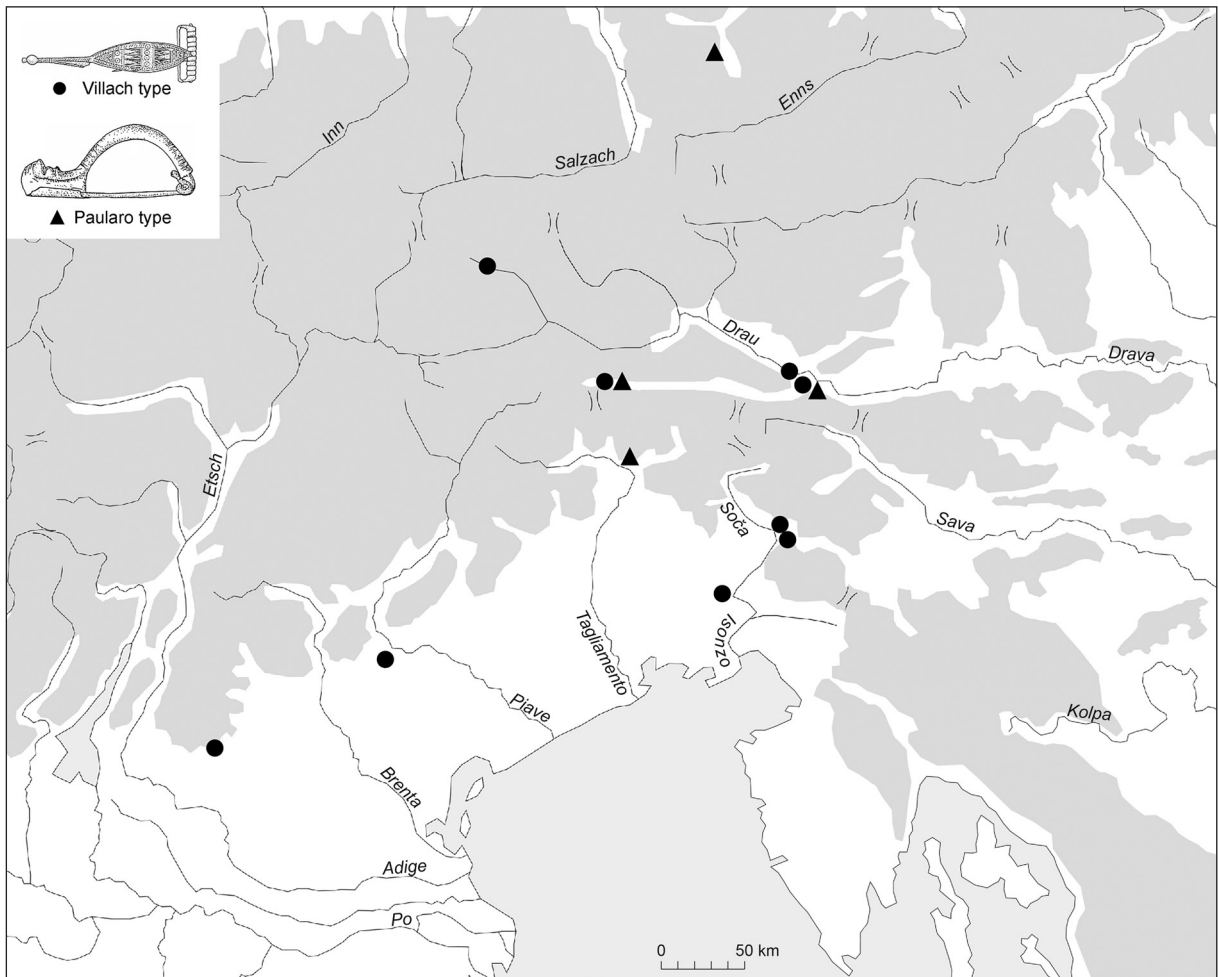 Villach type
Paularo type
Inn
Salzach
Enns
Drau
Drava
Etsch
Soča
Sava
Tagliamento
Isonzo
Piave
Brenta
Kolpa
Adige
Po
0 50 km